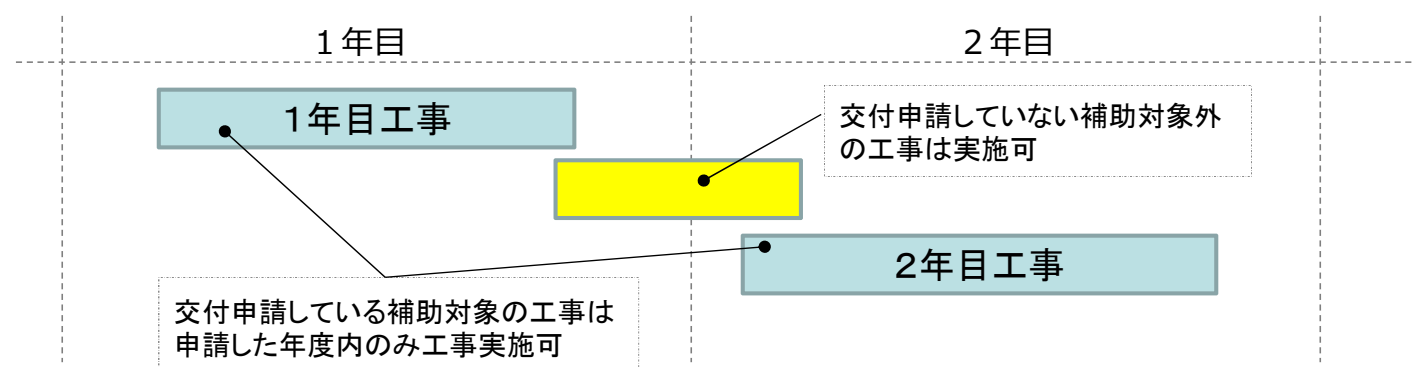 １年目
２年目
１年目工事
交付申請していない補助対象外
の工事は実施可
２年目工事
交付申請している補助対象の工事は
申請した年度内のみ工事実施可